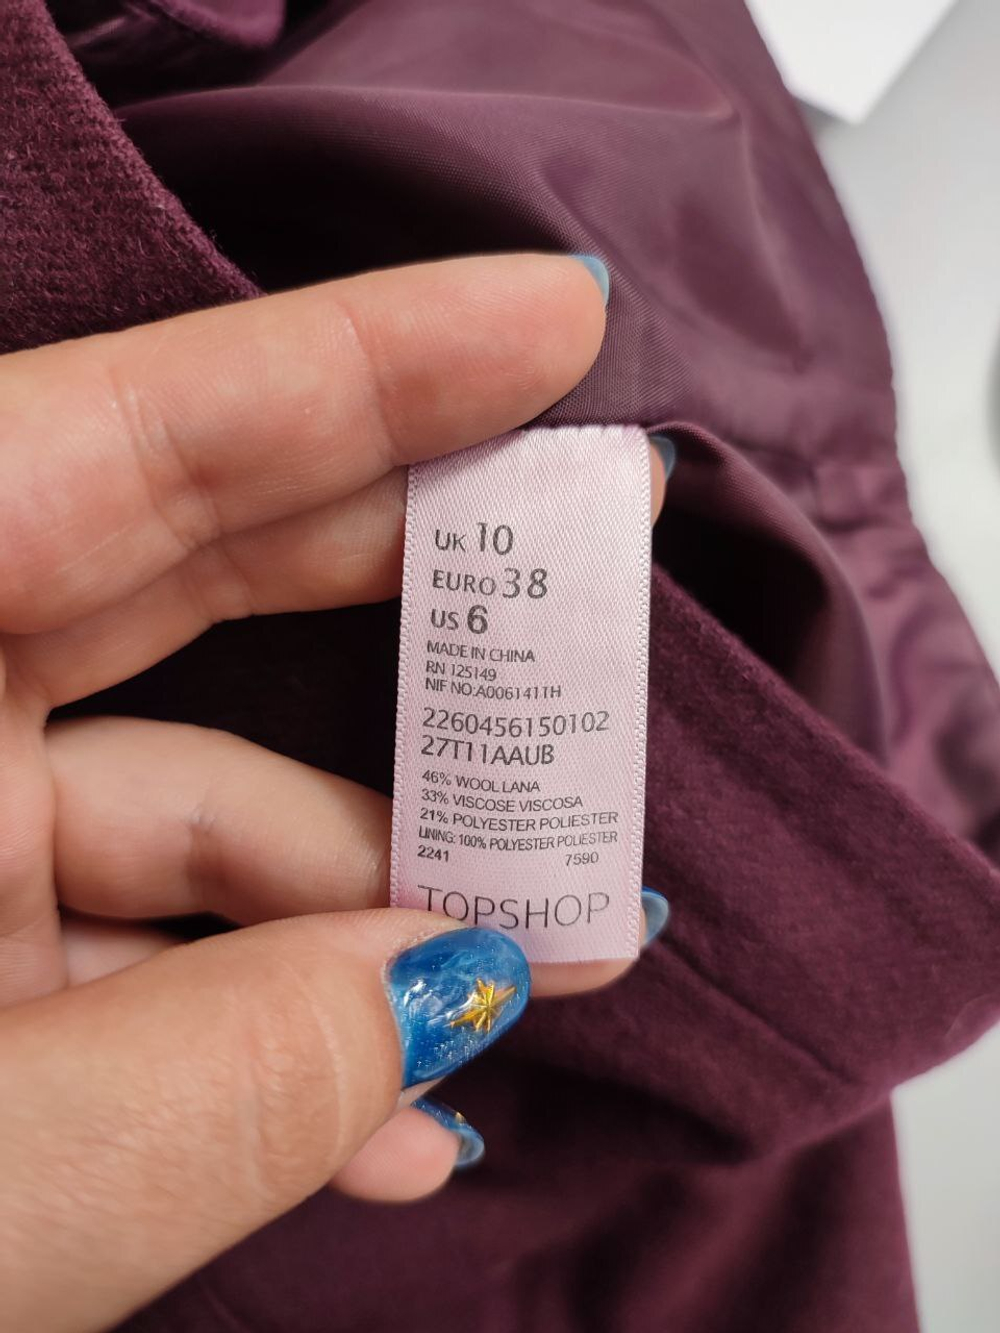 UK 10
EURO 38
US 6
MADE IN CHINA
RN 125149
NIF NO:A0061411H
2260456150102
27T11AAUB
46% WOOL LANA
33% VISCOSE VISCOSA
21% POLYESTER POLIESTER
LINING: 100% POLYESTER POLIESTER
2241 7590
TOPSHOP